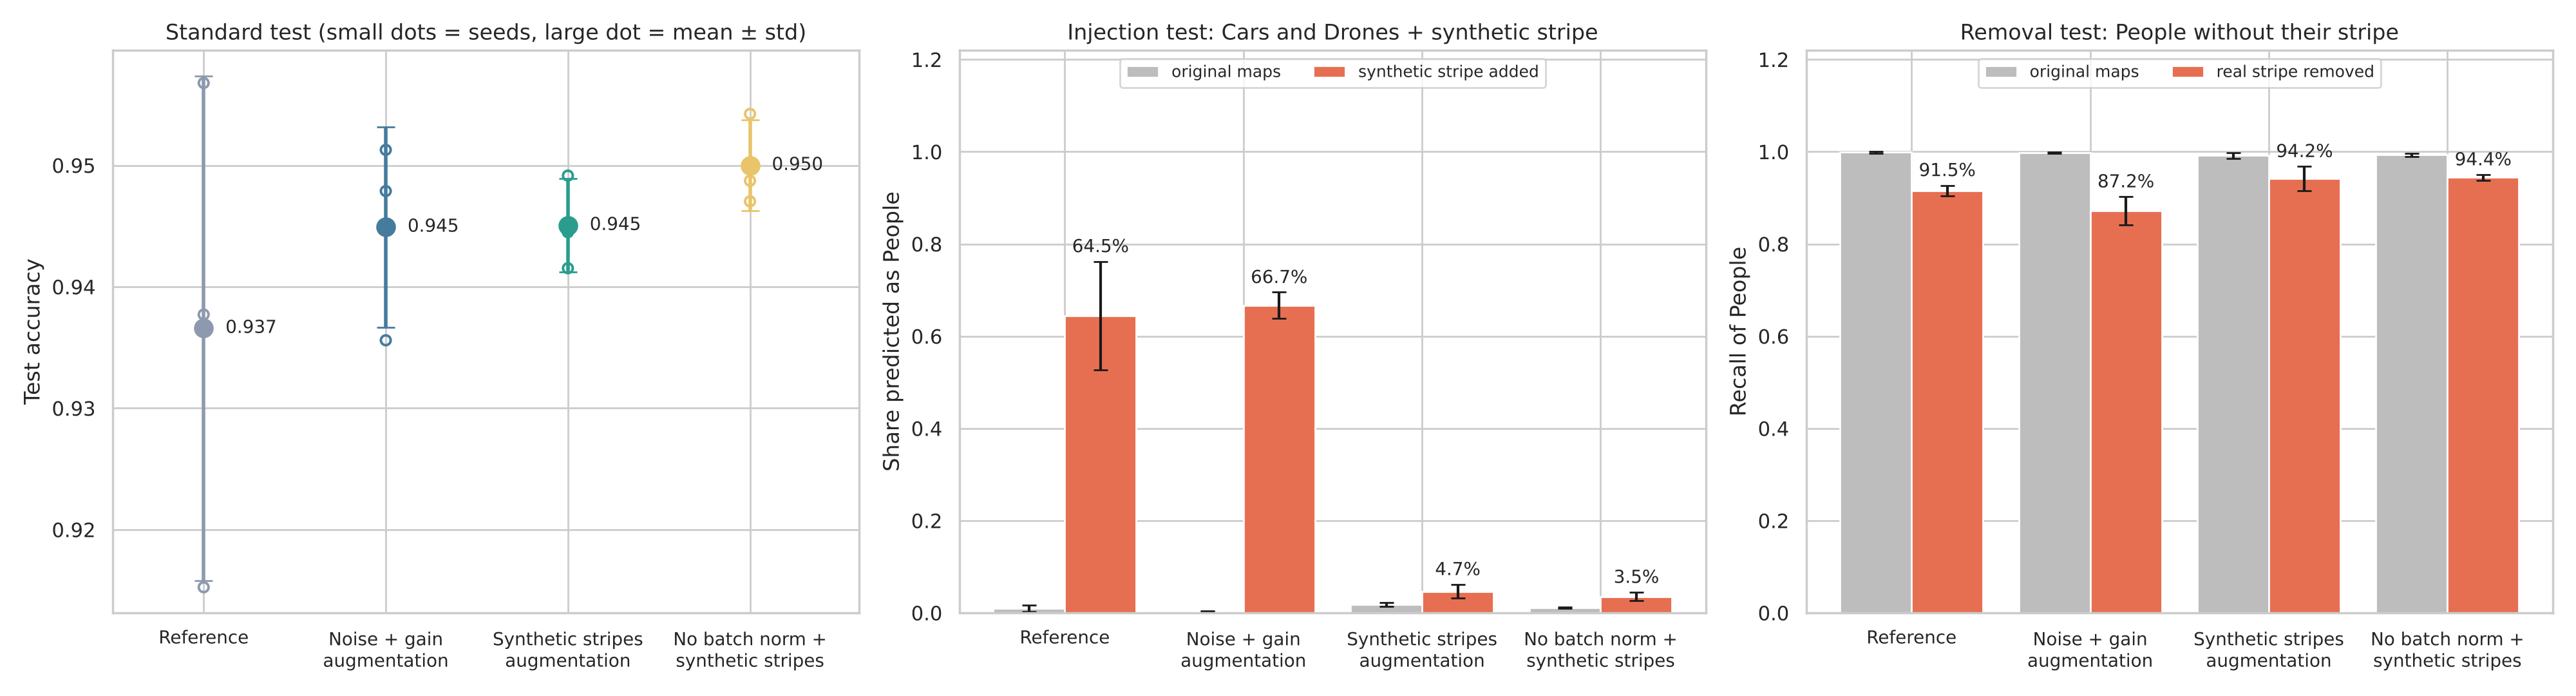 Standard test (small dots = seeds, large dot = mean ± std)
Test accuracy
0.95
0.94
0.93
0.92
0.937
0.945
0.945
0.950
Reference
Noise + gain
augmentation
Synthetic stripes
augmentation
No batch norm +
synthetic stripes
Injection test: Cars and Drones + synthetic stripe
original maps
synthetic stripe added
Share predicted as People
1.2
1.0
0.8
0.6
0.4
0.2
0.0
64.5%
66.7%
4.7%
3.5%
Reference
Noise + gain
augmentation
Synthetic stripes
augmentation
No batch norm +
synthetic stripes
Removal test: People without their stripe
original maps
real stripe removed
Recall of People
1.2
1.0
0.8
0.6
0.4
0.2
0.0
91.5%
87.2%
94.2%
94.4%
Reference
Noise + gain
augmentation
Synthetic stripes
augmentation
No batch norm +
synthetic stripes